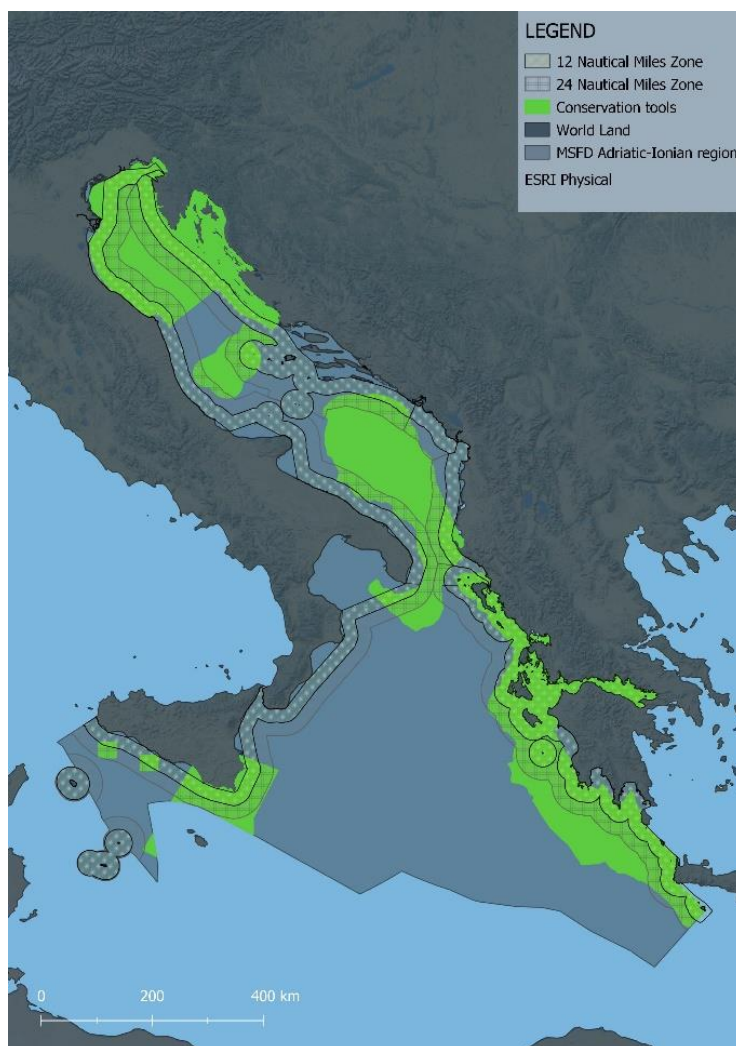 LEGEND
12 Nautical Miles Zone
24 Nautical Miles Zone
Conservation tools
World Land
MSFD Adriatic-Ionian region
ESRI Physical
0 200 400 km